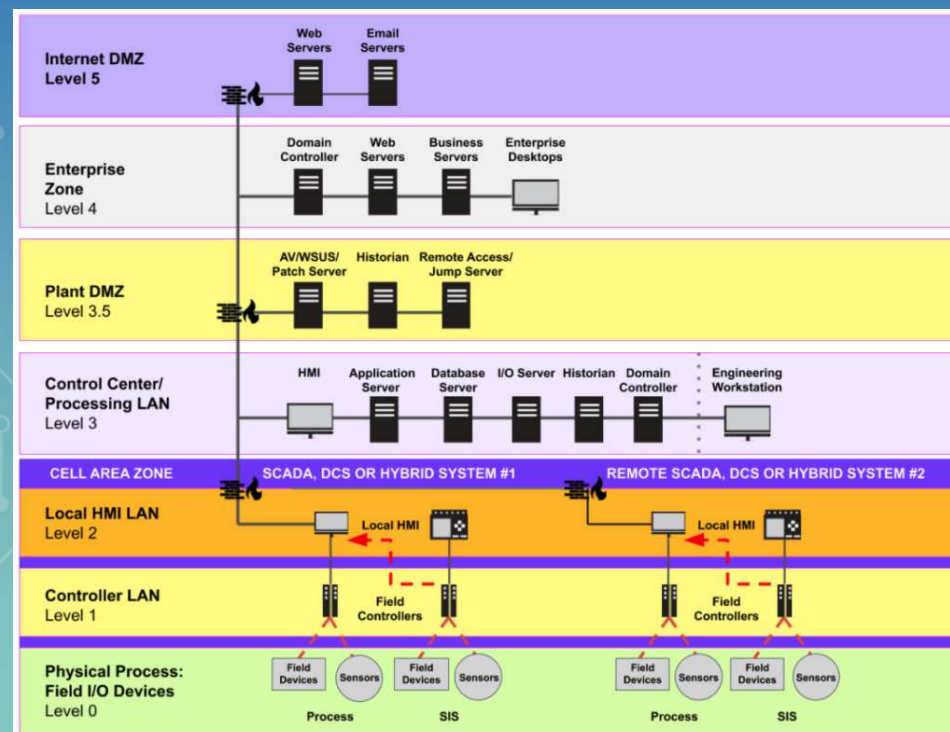 Internet DMZ
Level 5
Web
Servers
Email
Servers
Enterprise
Zone
Level 4
Domain
Controller
Web
Servers
Business
Servers
Enterprise
Desktops
Plant DMZ
Level 3.5
AV/WSUS/
Patch Server
Historian
Remote Access/
Jump Server
Control Center/
Processing LAN
Level 3
HMI
Application
Server
Database
Server
I/O Server
Historian
Domain
Controller
Engineering
Workstation
CELL AREA ZONE
SCADA, DCS OR HYBRID SYSTEM #1
REMOTE SCADA, DCS OR HYBRID SYSTEM #2
Local HMI LAN
Level 2
Local HMI
Local HMI
Controller LAN
Level 1
Field
Controllers
Field
Controllers
Physical Process:
Field I/O Devices
Level 0
Field
Devices
Sensors
Field
Devices
Sensors
Process
SIS
Field
Devices
Sensors
Field
Devices
Sensors
Process
SIS